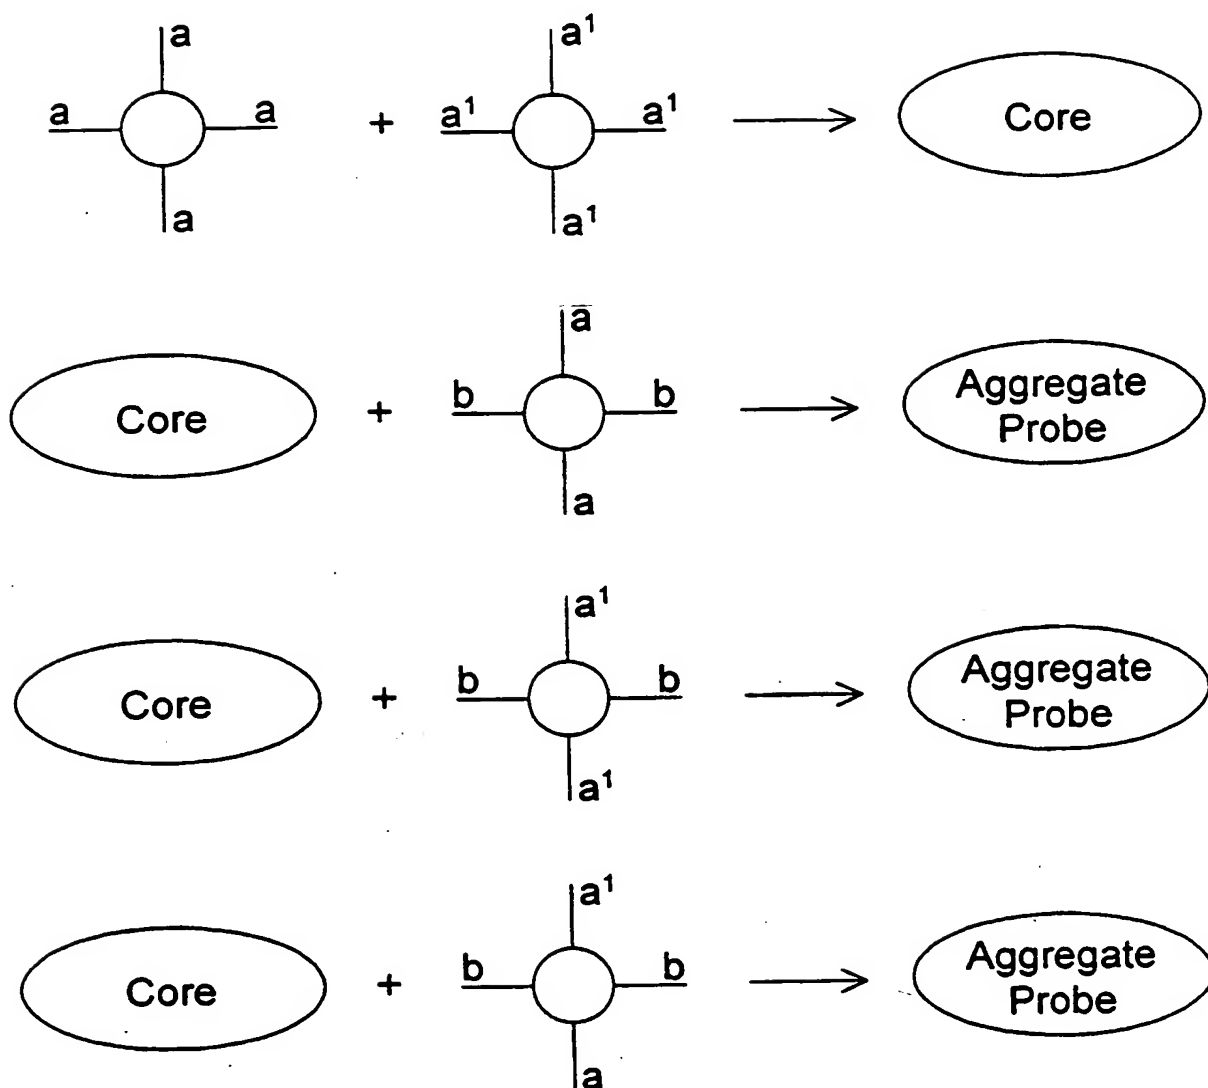 a
a a
a
+
a¹
a¹ a¹
a¹
Core
Core
+
a
b b
a
Aggregate
Probe
Core
+
a¹
b b
a¹
Aggregate
Probe
Core
+
a¹
b b
a
Aggregate
Probe